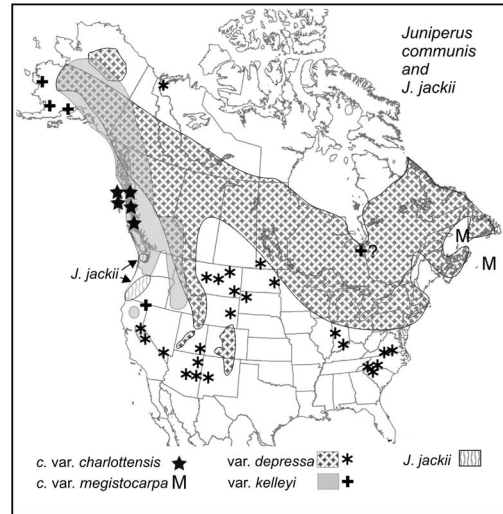 Juniperus
communis
and
J. jackii
?
M
M
J. jackii
c. var. charlottensis
var. depressa
J. jackii
c. var. megistocarpa M
var. kelleyi